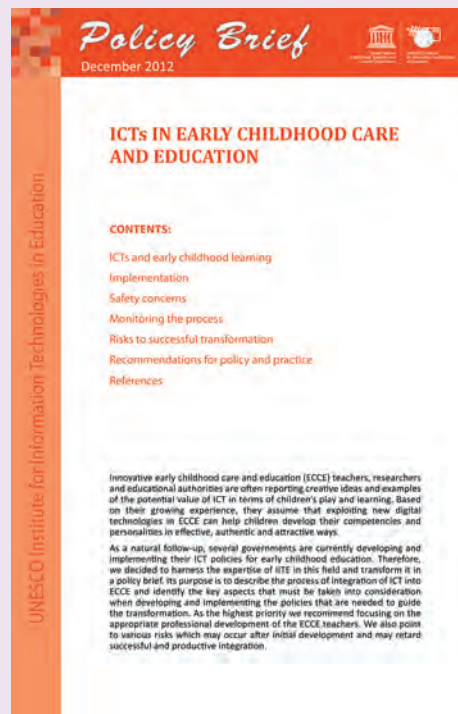 Policy Brief
December 2012
ICTs IN EARLY CHILDHOOD CARE
AND EDUCATION
CONTENTS:
ICTs and early childhood learning
Implementation
Safety concerns
Monitoring the process
Risks to successful transformation
Recommendations for policy and practice
References
UNESCO Institute for Information Technologies in Education
Innovative early childhood care and education (ECCE) teachers, researchers
and educational authorities are often reporting creative ideas and examples
of the potential value of ICT in terms of children's play and learning. Based
on their growing experience, they assume that exploiting new digital
technologies in ECCE can help children develop their competencies and
personalities in effective, authentic and attractive ways.
As a natural follow-up, several governments are currently developing and
implementing their ICT policies for early childhood education. Therefore,
we decided to harness the expertise of IITE in this field and transform it in
a policy brief. Its purpose is to describe the process of integration of ICT into
ECCE and identify the key aspects that must be taken into consideration
when developing and implementing the policies that are needed to guide
the transformation. As the highest priority we recommend focusing on the
appropriate professional development of the ECCE teachers. We also point
to various risks which may occur after initial development and may retard
successful and productive integration.